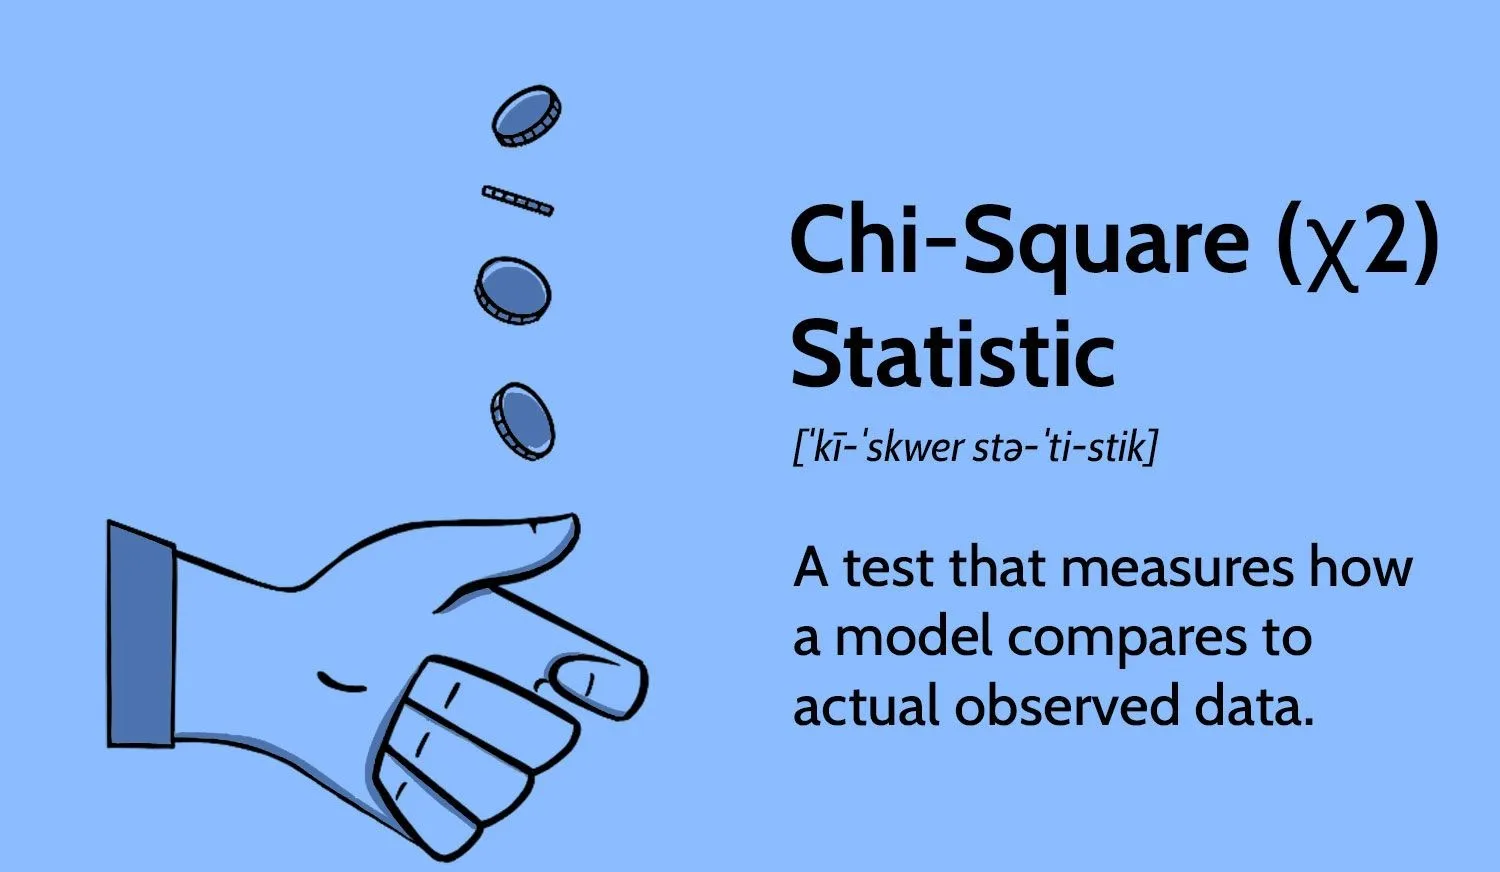 Chi-Square (χ2)
Statistic
[ˈkī-ˈskwer stə-ˈti-stik]
A test that measures how
a model compares to
actual observed data.